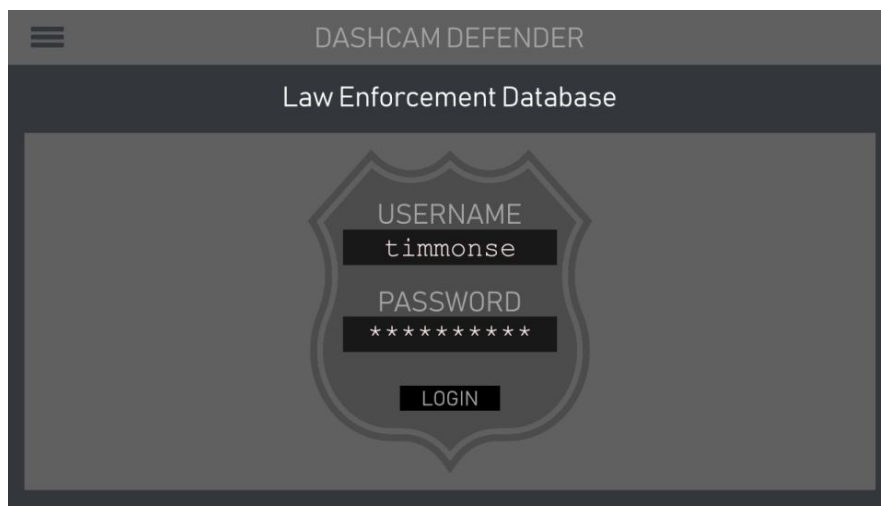 DASHCAM DEFENDER
Law Enforcement Database
USERNAME
timmonse
PASSWORD
**********
LOGIN